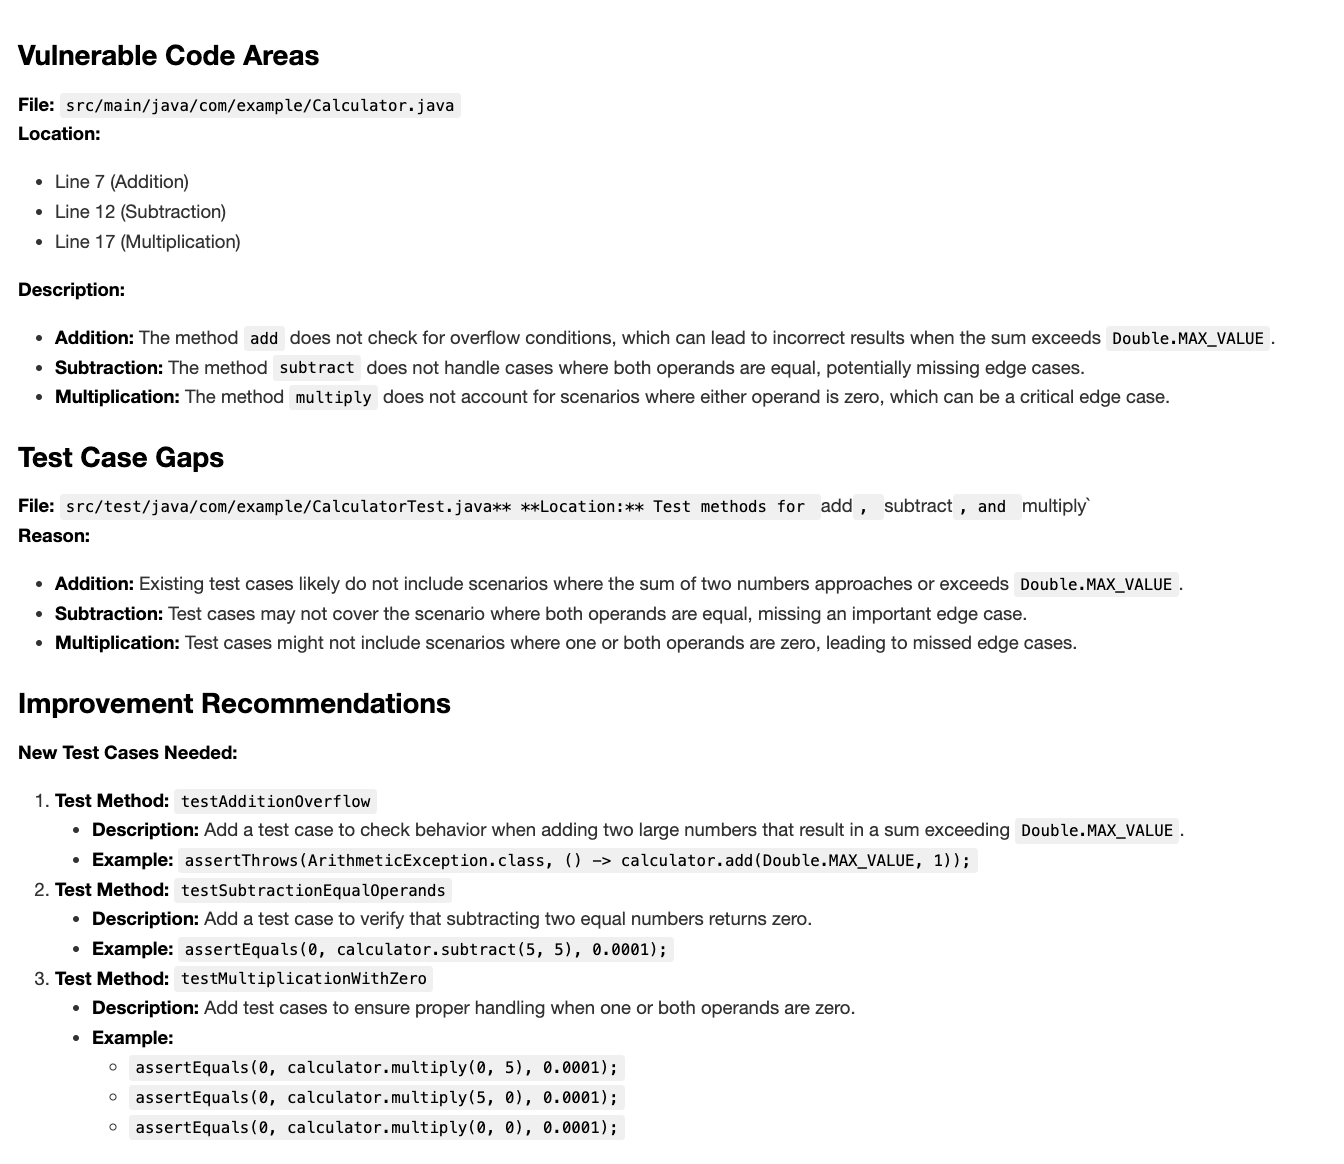 Vulnerable Code Areas
File: src/main/java/com/example/Calculator.java
Location:
• Line 7 (Addition)
• Line 12 (Subtraction)
• Line 17 (Multiplication)
Description:
• Addition: The method add does not check for overflow conditions, which can lead to incorrect results when the sum exceeds Double.MAX_VALUE.
• Subtraction: The method subtract does not handle cases where both operands are equal, potentially missing edge cases.
• Multiplication: The method multiply does not account for scenarios where either operand is zero, which can be a critical edge case.
Test Case Gaps
File: src/test/java/com/example/CalculatorTest.java** **Location:** Test methods for add, subtract, and multiply`
Reason:
• Addition: Existing test cases likely do not include scenarios where the sum of two numbers approaches or exceeds Double.MAX_VALUE.
• Subtraction: Test cases may not cover the scenario where both operands are equal, missing an important edge case.
• Multiplication: Test cases might not include scenarios where one or both operands are zero, leading to missed edge cases.
Improvement Recommendations
New Test Cases Needed:
1. Test Method: testAdditionOverflow
• Description: Add a test case to check behavior when adding two large numbers that result in a sum exceeding Double.MAX_VALUE.
• Example: assertThrows(ArithmeticException.class, () -> calculator.add(Double.MAX_VALUE, 1));
2. Test Method: testSubtractionEqualOperands
• Description: Add a test case to verify that subtracting two equal numbers returns zero.
• Example: assertEquals(0, calculator.subtract(5, 5), 0.0001);
3. Test Method: testMultiplicationWithZero
• Description: Add test cases to ensure proper handling when one or both operands are zero.
• Example:
○ assertEquals(0, calculator.multiply(0, 5), 0.0001);
○ assertEquals(0, calculator.multiply(5, 0), 0.0001);
○ assertEquals(0, calculator.multiply(0, 0), 0.0001);